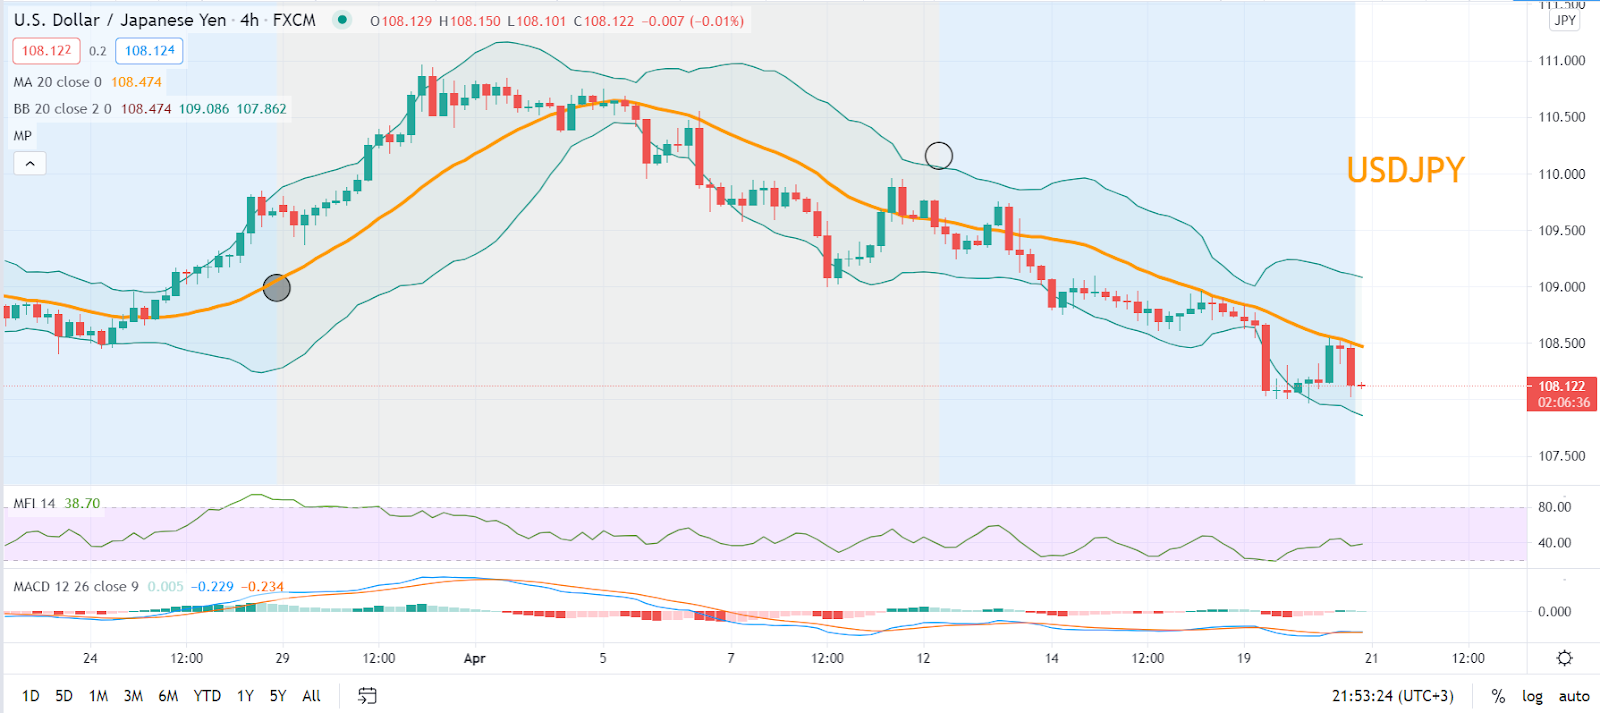 U.S. Dollar / Japanese Yen · 4h · FXCM O108.129 H108.150 L108.101 C108.122 −0.007 (−0.01%)
108.122 0.2 108.124
MA 20 close 0 108.474
BB 20 close 2 0 108.474 109.086 107.862
MP
111.500
JPY
111.000
110.500
110.000
109.500
109.000
108.500
108.122
02:06:36
107.500
USDJPY
MFI 14 38.70
80.00
40.00
MACD 12 26 close 9 0.005 −0.229 −0.234
0.000
24 12:00 29 12:00 Apr 5 7 12:00 12 14 12:00 19 21 12:00
1D 5D 1M 3M 6M YTD 1Y 5Y All 21:53:24 (UTC+3) % log auto